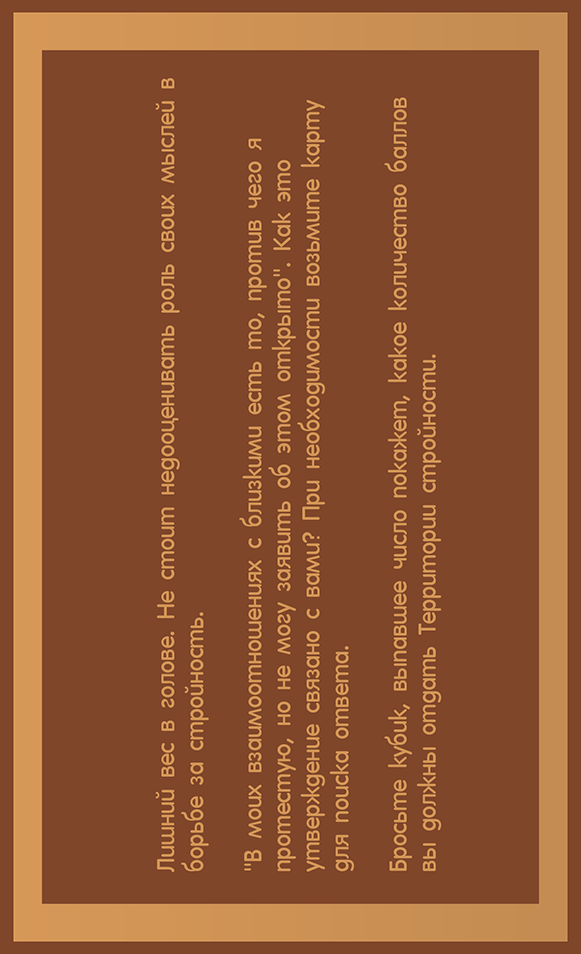 Лишний вес в голове. Не стоит недооценивать роль своих мыслей в
борьбе за стройность.
"В моих взаимоотношениях с близкими есть то, против чего я
протестую, но не могу заявить об этом открыто". Как это
утверждение связано с вами? При необходимости возьмите карту
для поиска ответа.
Бросьте кубик, выпавшее число покажет, какое количество баллов
вы должны отдать Территории стройности.